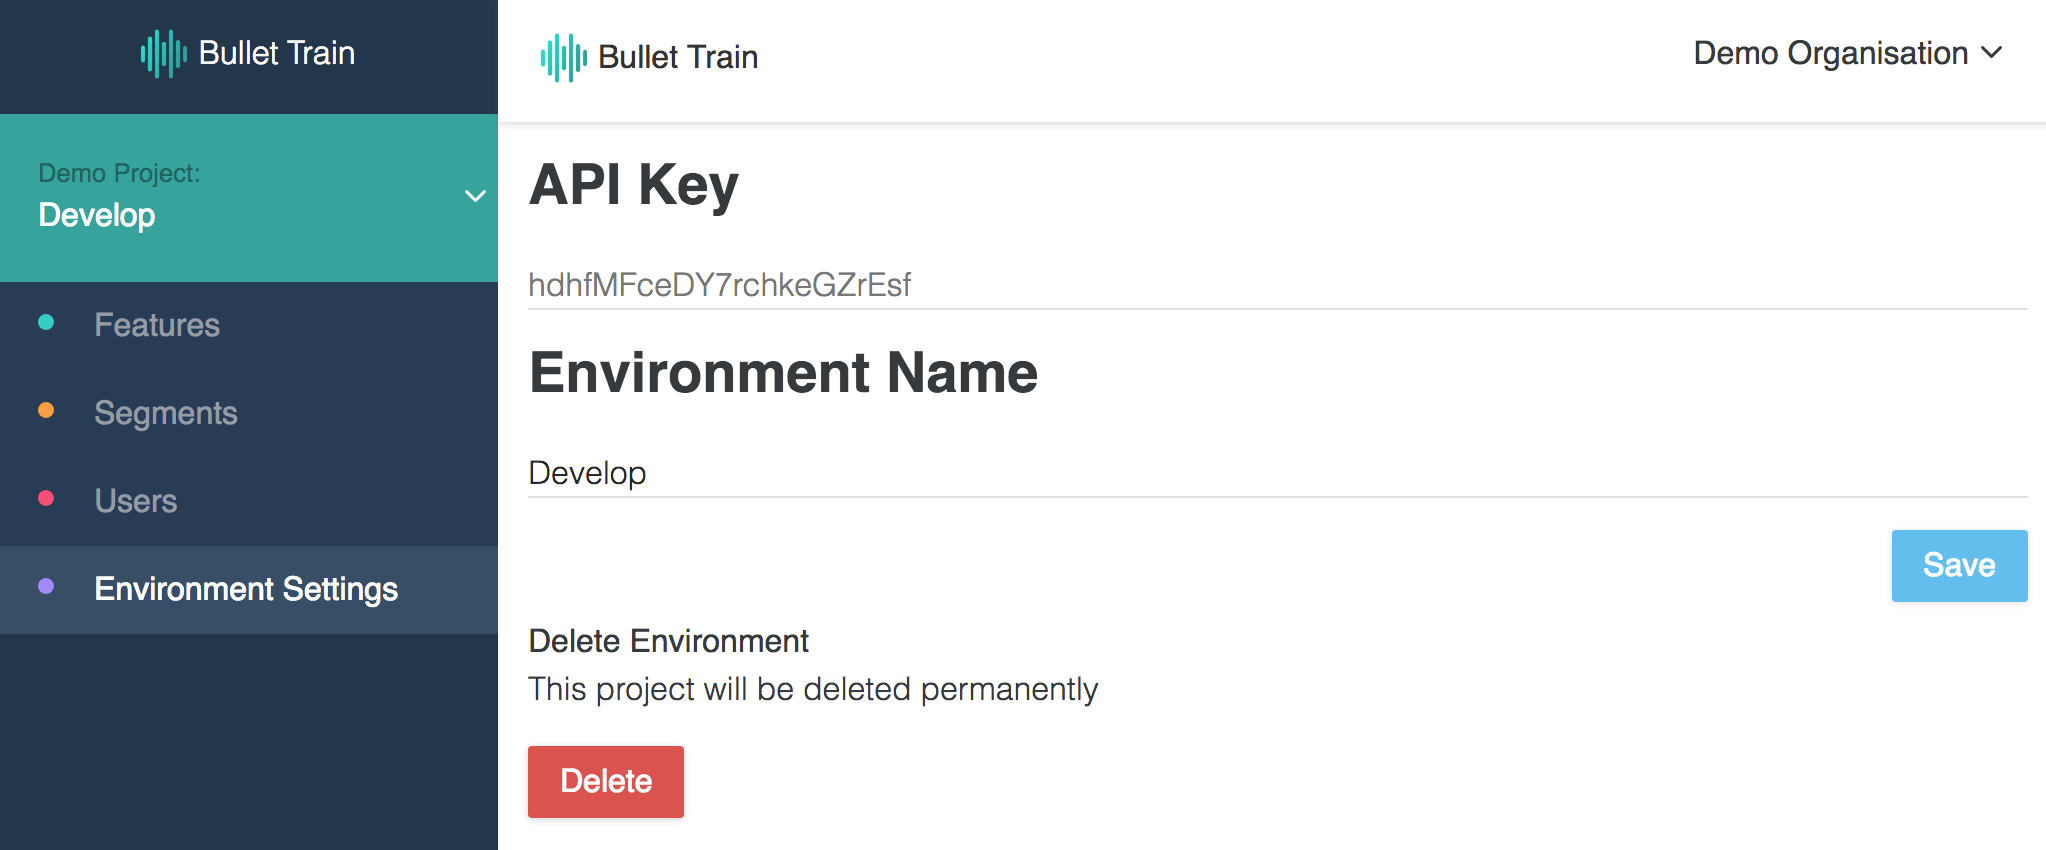 Bullet Train
Demo Project:
Develop
Features
Segments
Users
Environment Settings
Bullet Train
Demo Organisation
API Key
hdhfMFceDY7rchkeGZrEsf
Environment Name
Develop
Save
Delete Environment
This project will be deleted permanently
Delete